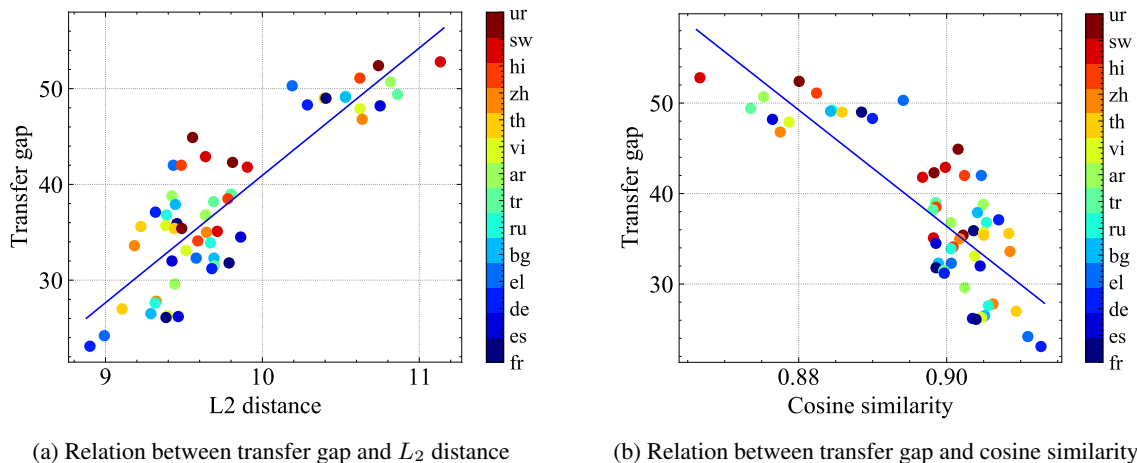 50
40
30
9
10
11
Transfer gap
L2 distance
ur
sw
hi
zh
th
vi
ar
tr
ru
bg
el
de
es
fr
(a) Relation between transfer gap and L₂ distance
50
40
30
0.88
0.90
Transfer gap
Cosine similarity
ur
sw
hi
zh
th
vi
ar
tr
ru
bg
el
de
es
fr
(b) Relation between transfer gap and cosine similarity